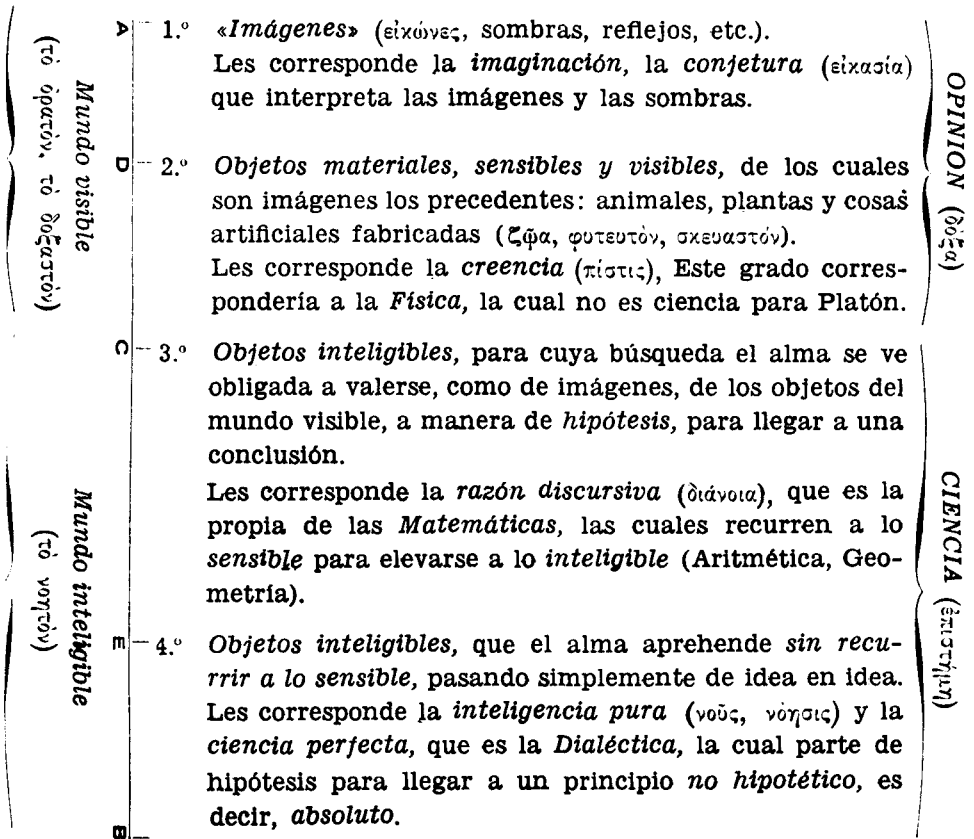 A
1.º «Imágenes» (εἰκώνες, sombras, reflejos, etc.).
Les corresponde la imaginación, la conjetura (εἰκασία)
que interpreta las imágenes y las sombras.
D
2.º Objetos materiales, sensibles y visibles, de los cuales
son imágenes los precedentes: animales, plantas y cosas
artificiales fabricadas (ζῷα, φυτευτὸν, σκευαστόν).
Les corresponde la creencia (πίστις), Este grado corres-
pondería a la Física, la cual no es ciencia para Platón.
C
3.º Objetos inteligibles, para cuya búsqueda el alma se ve
obligada a valerse, como de imágenes, de los objetos del
mundo visible, a manera de hipótesis, para llegar a una
conclusión.
Les corresponde la razón discursiva (διάνοια), que es la
propia de las Matemáticas, las cuales recurren a lo
sensible para elevarse a lo inteligible (Aritmética, Geo-
metría).
E
4.º Objetos inteligibles, que el alma aprehende sin recu-
rrir a lo sensible, pasando simplemente de idea en idea.
Les corresponde la inteligencia pura (νοῦς, νόησις) y la
ciencia perfecta, que es la Dialéctica, la cual parte de
hipótesis para llegar a un principio no hipotético, es
decir, absoluto.
B
Mundo visible
(τὸ ὁρατόν, τὸ δοξαστόν)
Mundo inteligible
(τὸ νοητόν)
OPINION (δόξα)
CIENCIA (ἐπιστήμη)